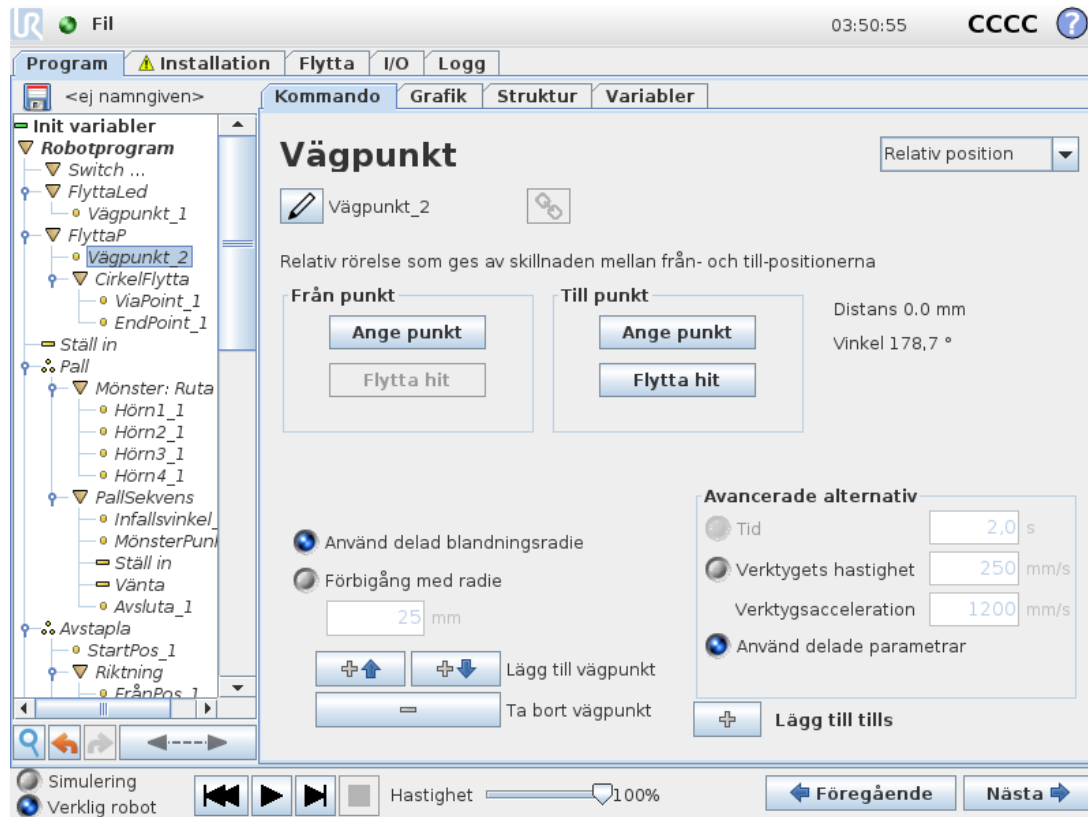 UR Fil 03:50:55 CCCC ?
Program Installation Flytta I/O Logg
<ej namngiven> Kommando Grafik Struktur Variabler
Init variabler
Robotprogram
Switch ...
FlyttaLed
Vägpunkt_1
FlyttaP
Vägpunkt_2
CirkelFlytta
ViaPoint_1
EndPoint_1
Ställ in
Pall
Mönster: Ruta
Hörn1_1
Hörn2_1
Hörn3_1
Hörn4_1
PallSekvens
Infallsvinkel_
MönsterPun
Ställ in
Vänta
Avsluta_1
Avstapla
StartPos_1
Riktning
FrånPos_1
Vägpunkt
Relativ position
Vägpunkt_2
Relativ rörelse som ges av skillnaden mellan från- och till-positionerna
Från punkt
Ange punkt
Flytta hit
Till punkt
Ange punkt
Flytta hit
Distans 0.0 mm
Vinkel 178,7 °
Använd delad blandningsradie
Förbigång med radie
25 mm
Lägg till vägpunkt
Ta bort vägpunkt
Avancerade alternativ
Tid 2,0 s
Verktygets hastighet 250 mm/s
Verktygsacceleration 1200 mm/s
Använd delade parametrar
Lägg till tills
Simulering
Verklig robot
Hastighet 100%
Föregående
Nästa